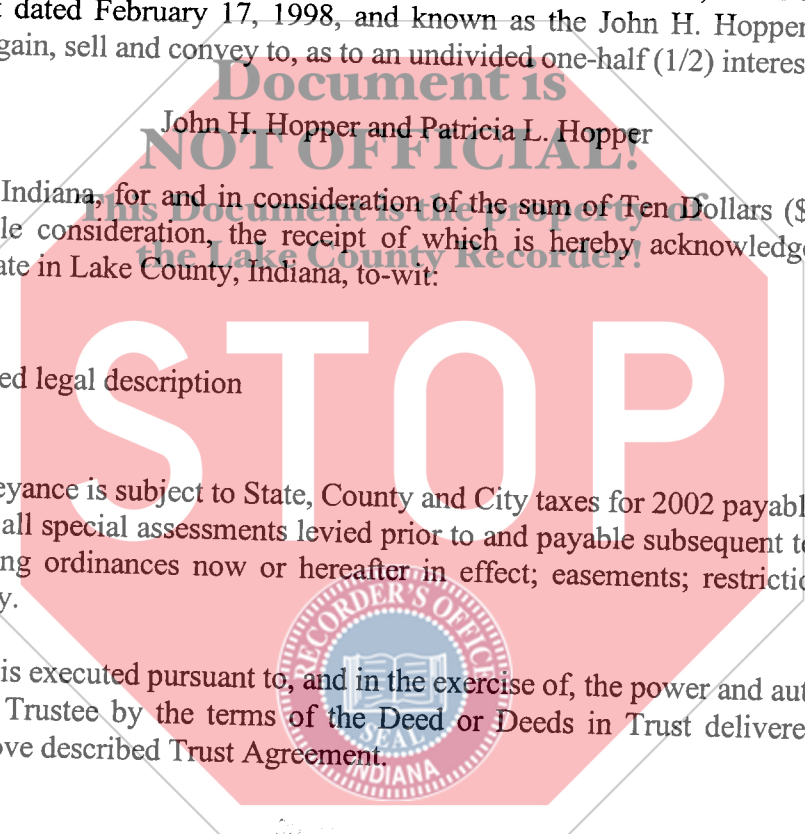 dated February 17, 1998, and known as the John H. Hopper
gain, sell and convey to, as to an undivided one-half (1/2) interes
Document is
John H. Hopper and Patricia L. Hopper
NOT OFFICIAL!
Indiana, for and in consideration of the sum of Ten Dollars ($
This Document is the property of
le consideration, the receipt of which is hereby acknowledge
the Lake County Recorder!
ate in Lake County, Indiana, to-wit:
STOP
ed legal description
eyance is subject to State, County and City taxes for 2002 payabl
all special assessments levied prior to and payable subsequent to
ng ordinances now or hereafter in effect; easements; restrictio
y.
RECORDER'S OFFICE
is executed pursuant to, and in the exercise of, the power and aut
Trustee by the terms of the Deed or Deeds in Trust delivere
SEAL
ove described Trust Agreement.
INDIANA